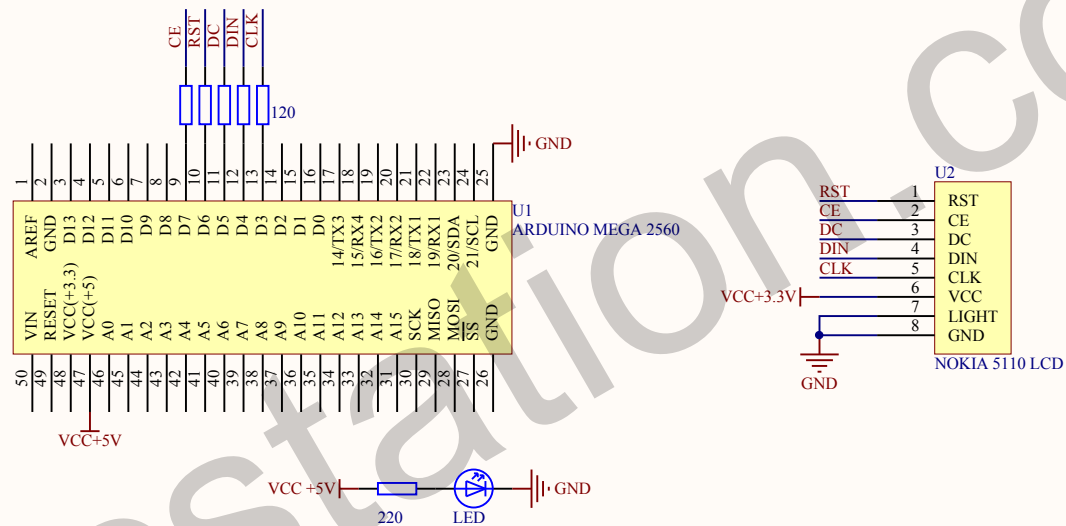 CE RST DC DIN CLK
120
GND
1 2 3 4 5 6 7 8 9 10 11 12 13 14 15 16 17 18 19 20 21 22 23 24 25
AREF GND D13 D12 D11 D10 D9 D8 D7 D6 D5 D4 D3 D2 D1 D0 14/TX3 15/RX4 16/TX2 17/RX2 18/TX1 19/RX1 20/SDA 21/SCL GND
U1
ARDUINO MEGA 2560
VIN RESET VCC(+3.3) VCC(+5) A0 A1 A2 A3 A4 A5 A6 A7 A8 A9 A10 A11 A12 A13 A14 A15 SCK MISO MOSI SS GND
50 49 48 47 46 45 44 43 42 41 40 39 38 37 36 35 34 33 32 31 30 29 28 27 26
VCC+5V
U2
RST 1 RST
CE 2 CE
DC 3 DC
DIN 4 DIN
CLK 5 CLK
VCC+3.3V 6 VCC
7 LIGHT
8 GND
GND
NOKIA 5110 LCD
VCC +5V
GND
220
LED
estation.co